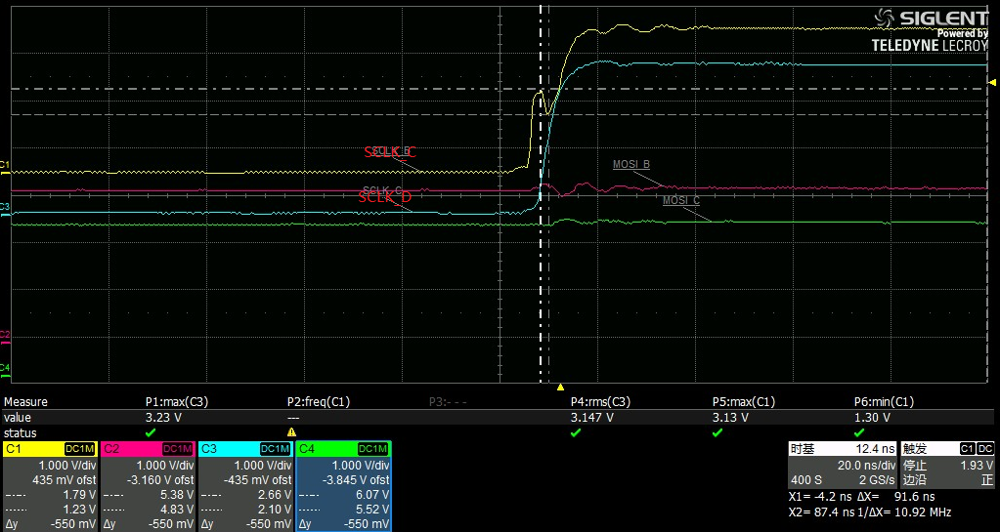 SIGLENT
Powered by
TELEDYNE LECROY
C1
SCLK_B
SCLK_C
MOSI_B
SCLK_C
SCLK_D
MOSI_C
C3
C2
C4
Measure P1:max(C3) P2:freq(C1) P3:- - - P4:rms(C3) P5:max(C1) P6:min(C1)
value 3.23 V --- 3.147 V 3.13 V 1.30 V
status
C1 DC1M C2 DC1M C3 DC1M C4 DC1M 时基 12.4 ns 触发 C1 DC
1.000 V/div 1.000 V/div 1.000 V/div 1.000 V/div 20.0 ns/div 停止 1.93 V
435 mV ofst -3.160 V ofst -435 mV ofst -3.845 V ofst 400 S 2 GS/s 边沿 正
1.79 V 5.38 V 2.66 V 6.07 V X1= -4.2 ns ΔX= 91.6 ns
1.23 V 4.83 V 2.10 V 5.52 V X2= 87.4 ns 1/ΔX= 10.92 MHz
Δy -550 mV Δy -550 mV Δy -550 mV Δy -550 mV